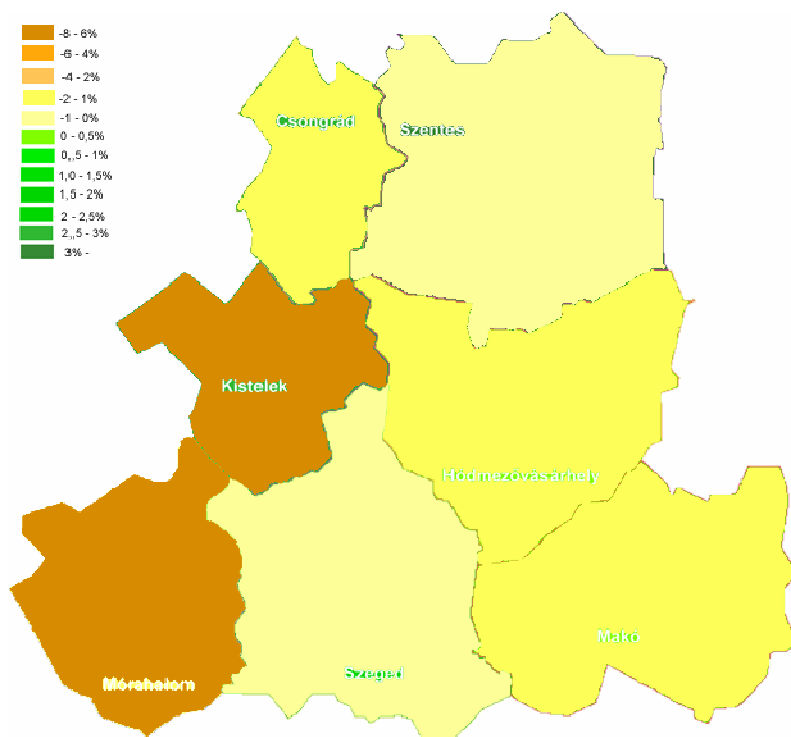 -8 - 6%
-6 - 4%
-4 - 2%
-2 - 1%
-1 - 0%
0 - 0,5%
0,,5 - 1%
1,0 - 1,5%
1,5 - 2%
2 - 2,5%
2,,5 - 3%
3% -
Csongrád
Szentes
Kistelek
Hódmezővásárhely
Makó
Szeged
Mórahalom